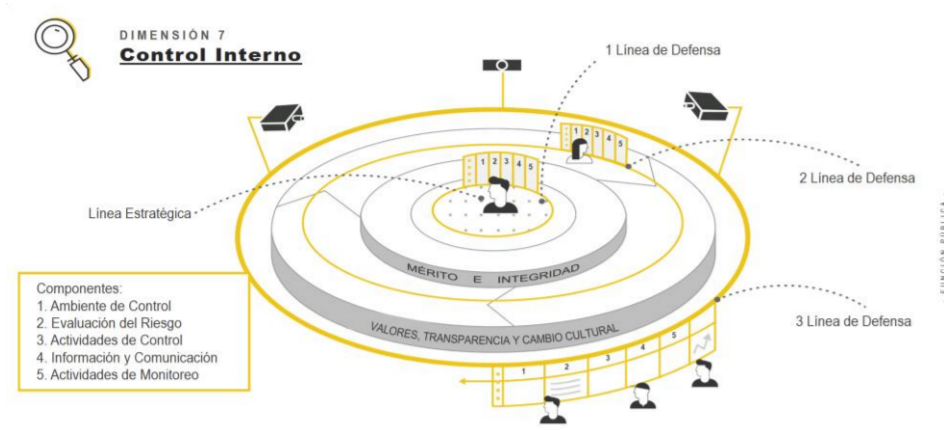 DIMENSIÓN 7
Control Interno
1 Línea de Defensa
1 2 3 4 5
1 2 3 4 5
2 Línea de Defensa
Línea Estratégica
FUNCIÓN PÚBLICA
MÉRITO E INTEGRIDAD
Componentes:
1. Ambiente de Control
2. Evaluación del Riesgo
3. Actividades de Control
4. Información y Comunicación
5. Actividades de Monitoreo
VALORES, TRANSPARENCIA Y CAMBIO CULTURAL
3 Línea de Defensa
1 2 3 4 5